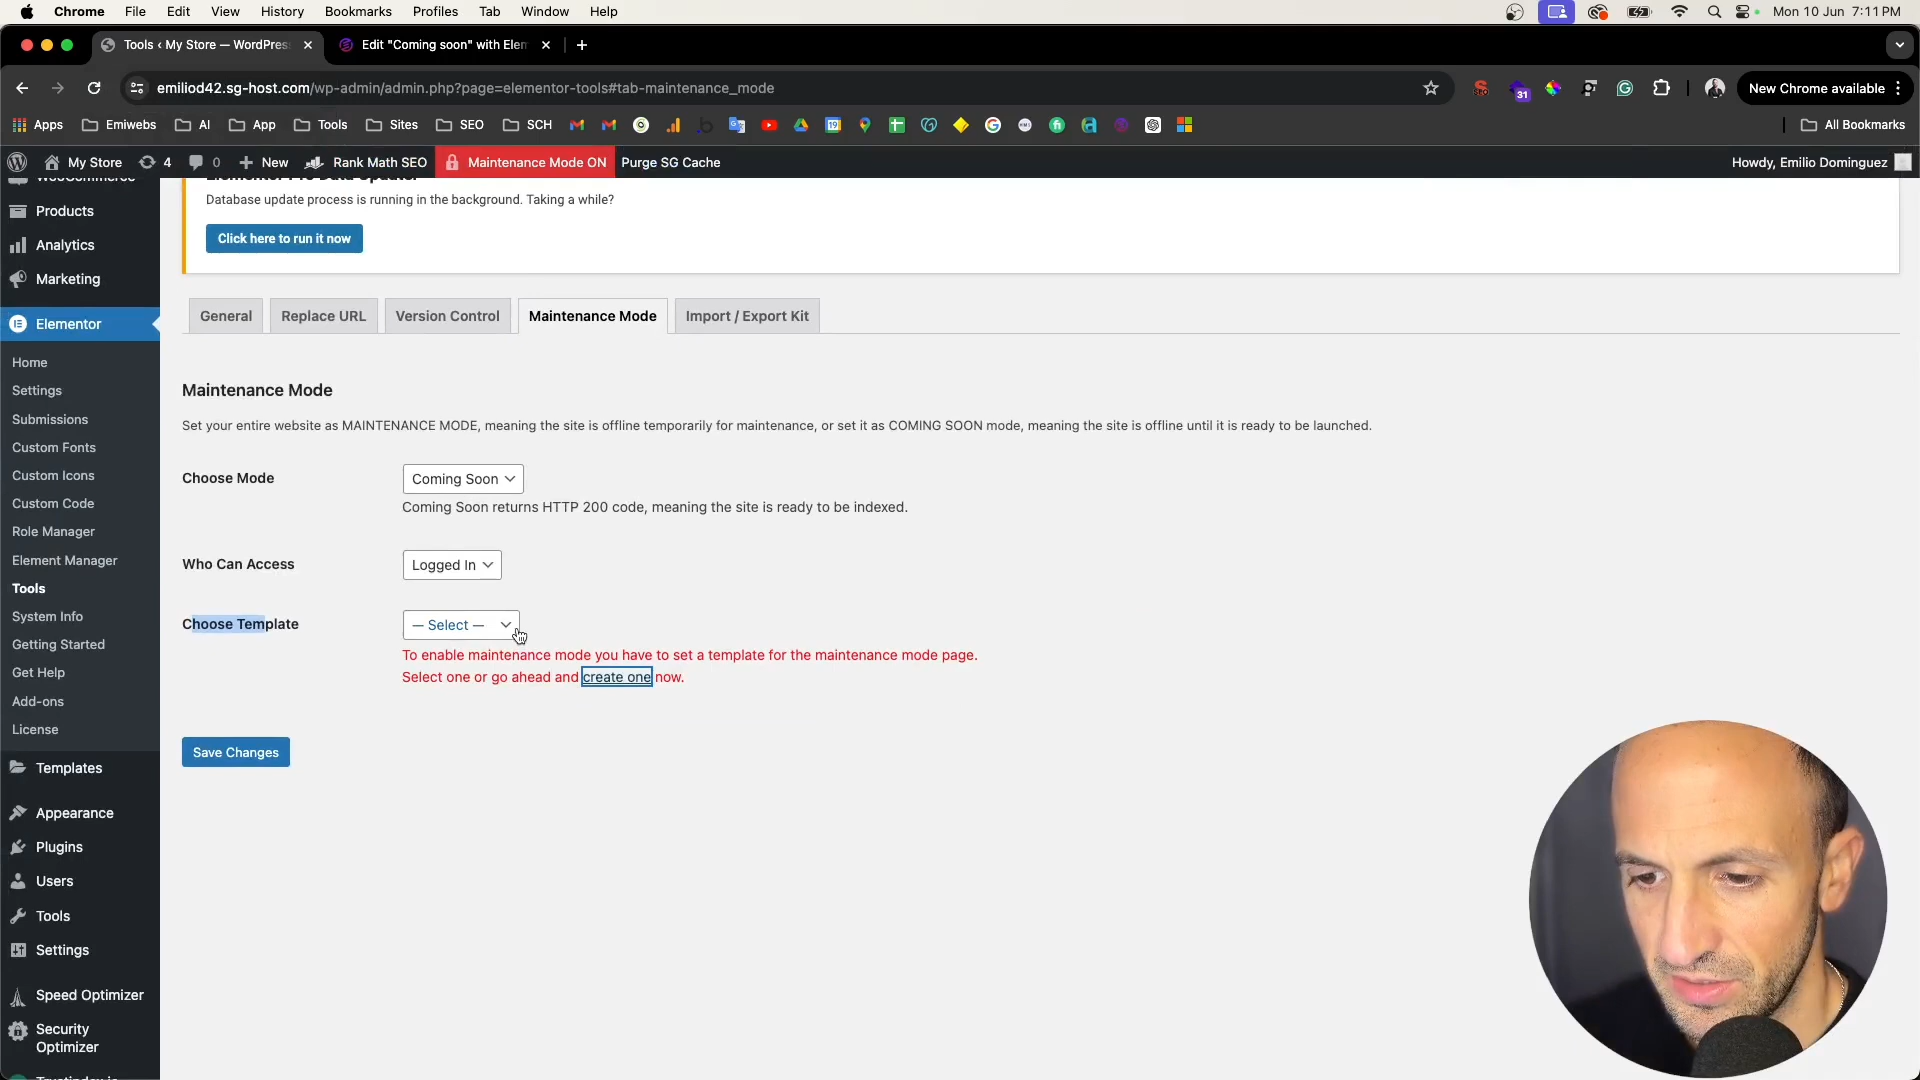 Chrome File Edit View History Bookmarks Profiles Tab Window Help Mon 10 Jun 7:11 PM
Tools ‹ My Store — WordPress
Edit "Coming soon" with Elem
emiliod42.sg-host.com/wp-admin/admin.php?page=elementor-tools#tab-maintenance_mode
31
New Chrome available
Apps Emiwebs AI App Tools Sites SEO SCH All Bookmarks
My Store 4 0 New Rank Math SEO Maintenance Mode ON Purge SG Cache Howdy, Emilio Dominguez
WooCommerce
Products
Analytics
Marketing
Elementor
Home
Settings
Submissions
Custom Fonts
Custom Icons
Custom Code
Role Manager
Element Manager
Tools
System Info
Getting Started
Get Help
Add-ons
License
Templates
Appearance
Plugins
Users
Tools
Settings
Speed Optimizer
Security
Optimizer
Database update process is running in the background. Taking a while?
Click here to run it now
General Replace URL Version Control Maintenance Mode Import / Export Kit
Maintenance Mode
Set your entire website as MAINTENANCE MODE, meaning the site is offline temporarily for maintenance, or set it as COMING SOON mode, meaning the site is offline until it is ready to be launched.
Choose Mode Coming Soon
Coming Soon returns HTTP 200 code, meaning the site is ready to be indexed.
Who Can Access Logged In
Choose Template — Select —
To enable maintenance mode you have to set a template for the maintenance mode page.
Select one or go ahead and create one now.
Save Changes